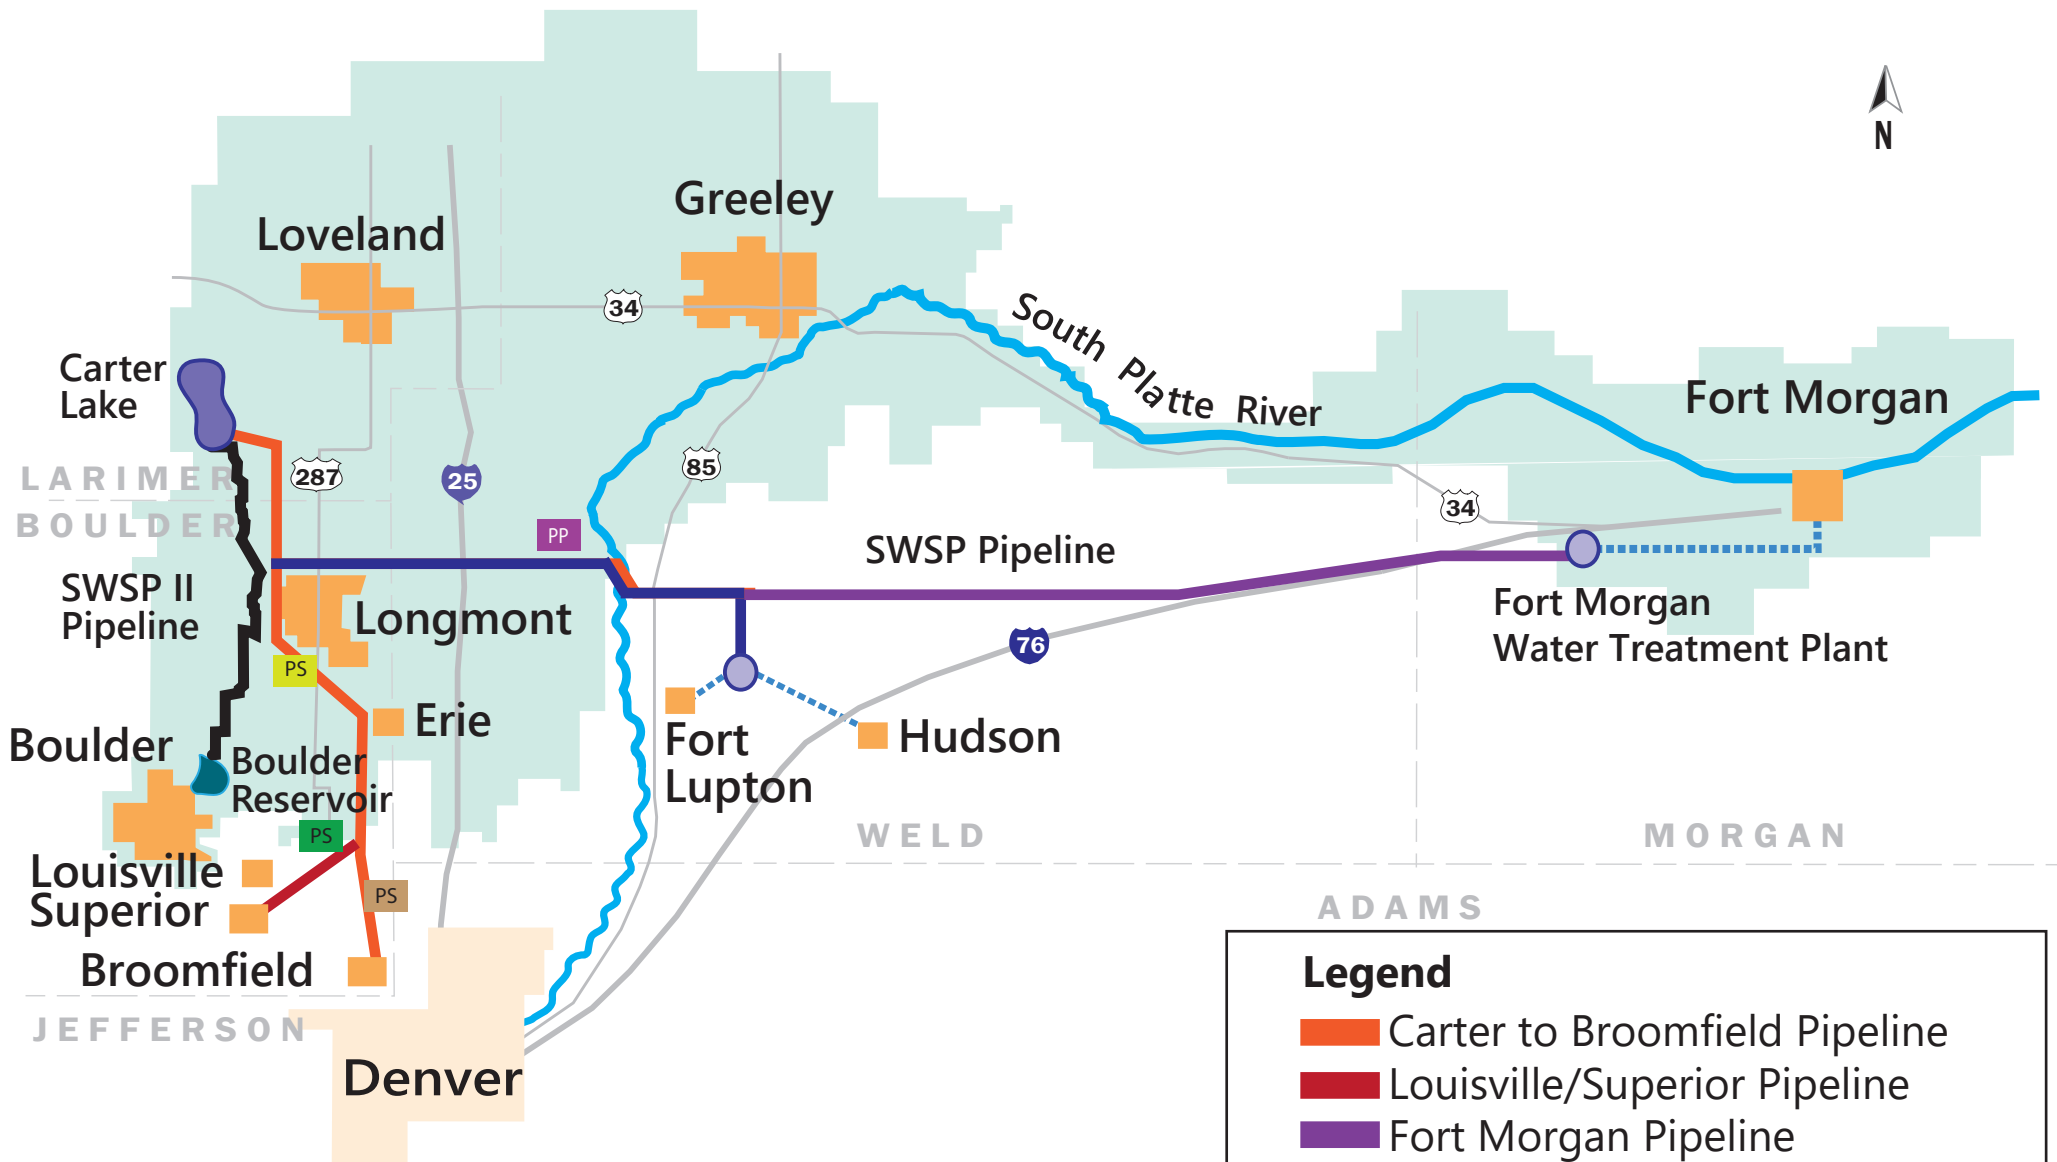 N
Greeley
Loveland
34
South Platte River
Carter
Lake
Fort Morgan
85
LARIMER
287
25
34
BOULDER
PP
SWSP Pipeline
SWSP II
Pipeline
Longmont
Fort Morgan
Water Treatment Plant
76
PS
Erie
Boulder
Boulder
Reservoir
Fort
Lupton
Hudson
PS
WELD
MORGAN
Louisville
Superior
PS
ADAMS
Broomfield
JEFFERSON
Denver
Legend
Carter to Broomfield Pipeline
Louisville/Superior Pipeline
Fort Morgan Pipeline